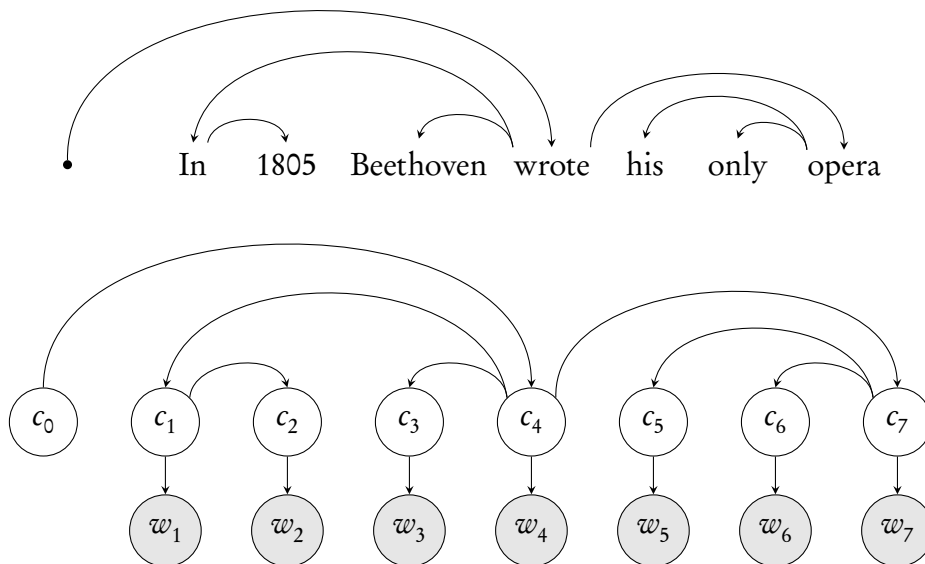 In 1805 Beethoven wrote his only opera
c₀ c₁ c₂ c₃ c₄ c₅ c₆ c₇
w₁ w₂ w₃ w₄ w₅ w₆ w₇